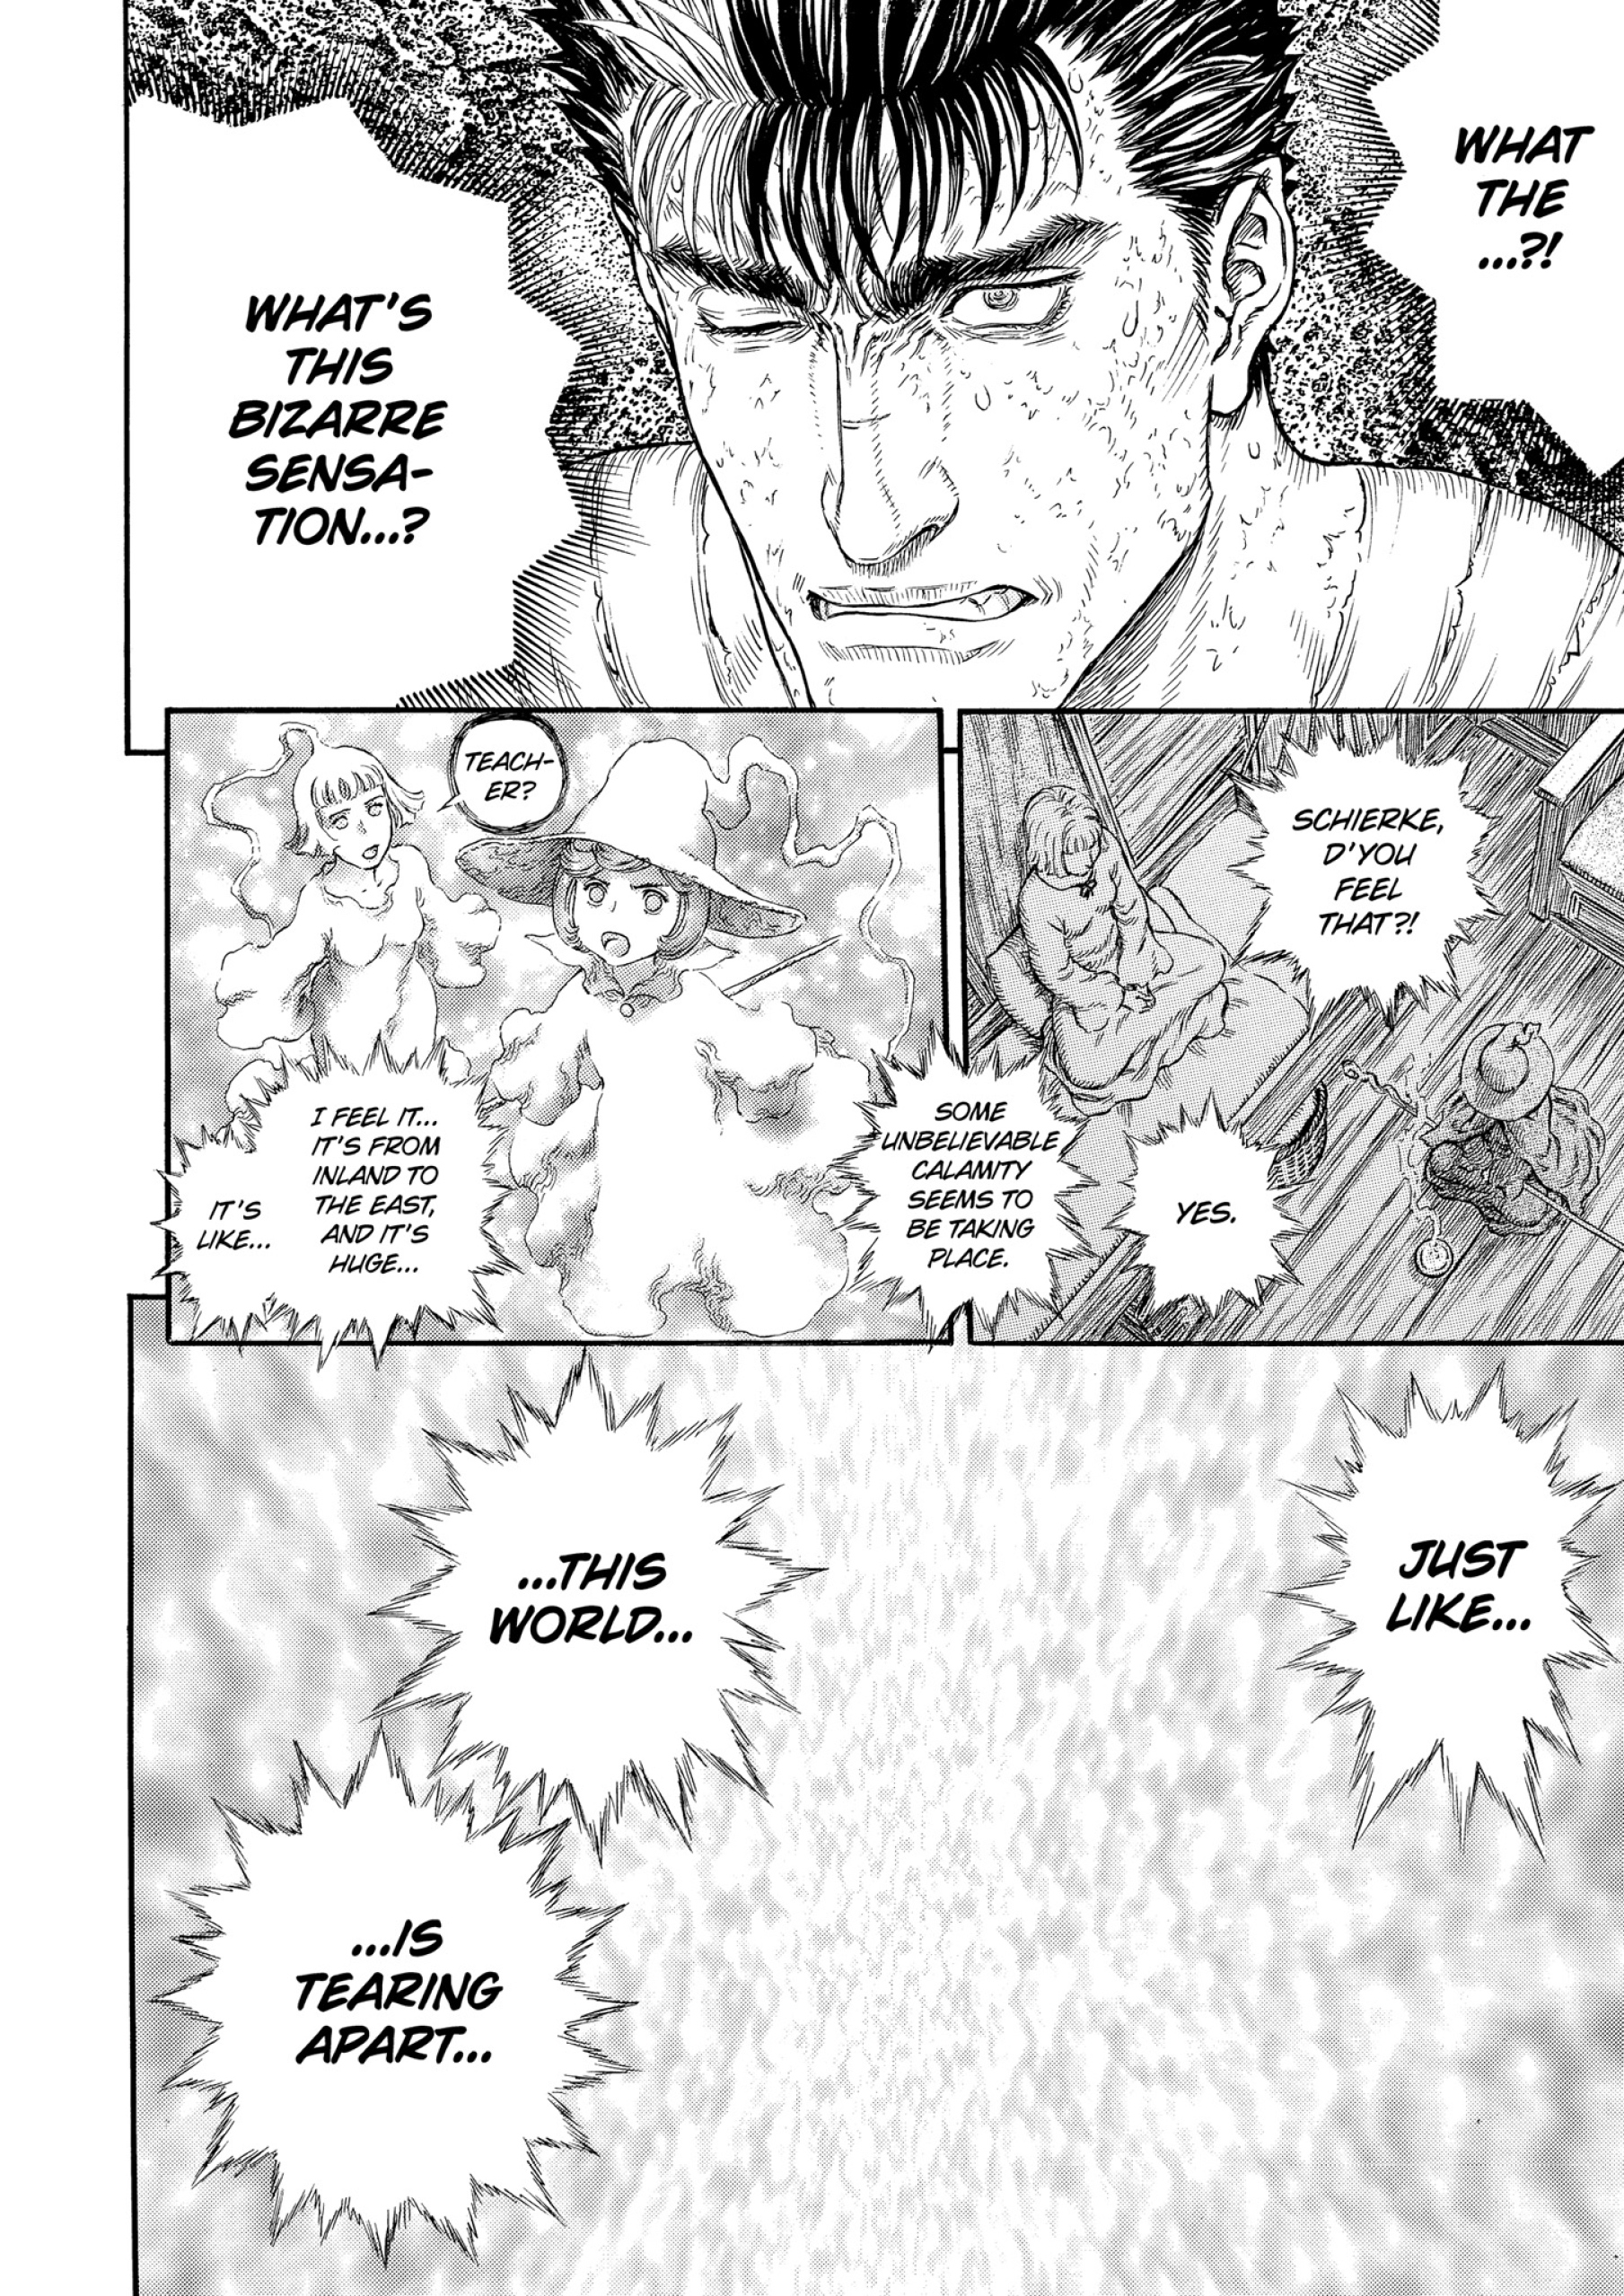 WHAT
THE
...?!
WHAT'S
THIS
BIZARRE
SENSA-
TION...?
SCHIERKE,
D'YOU
FEEL
THAT?!
YES.
SOME
UNBELIEVABLE
CALAMITY
SEEMS TO
BE TAKING
PLACE.
TEACH-
ER?
I FEEL IT...
IT'S FROM
INLAND TO
THE EAST,
AND IT'S
HUGE...
IT'S
LIKE...
JUST
LIKE...
...THIS
WORLD...
...IS
TEARING
APART...